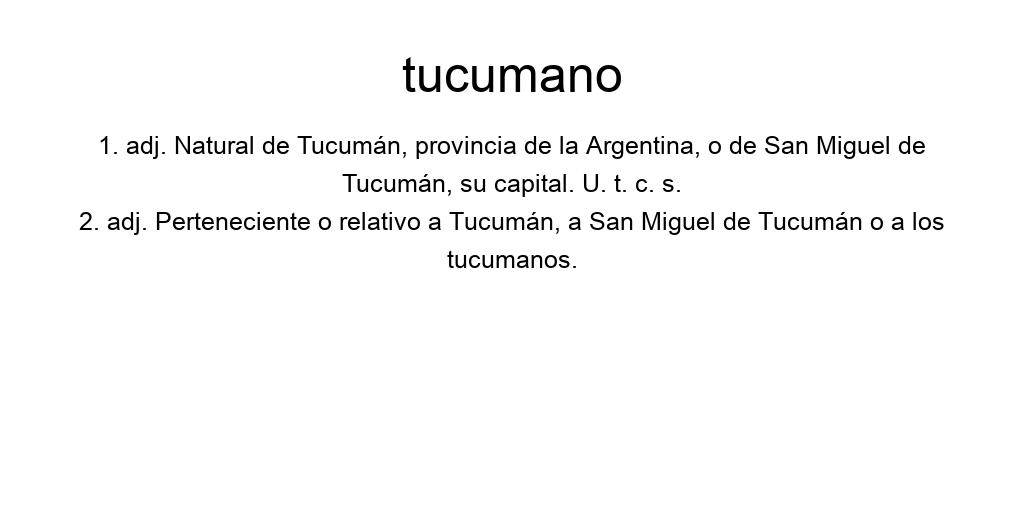 tucumano
1. adj. Natural de Tucumán, provincia de la Argentina, o de San Miguel de
Tucumán, su capital. U. t. c. s.
2. adj. Perteneciente o relativo a Tucumán, a San Miguel de Tucumán o a los
tucumanos.